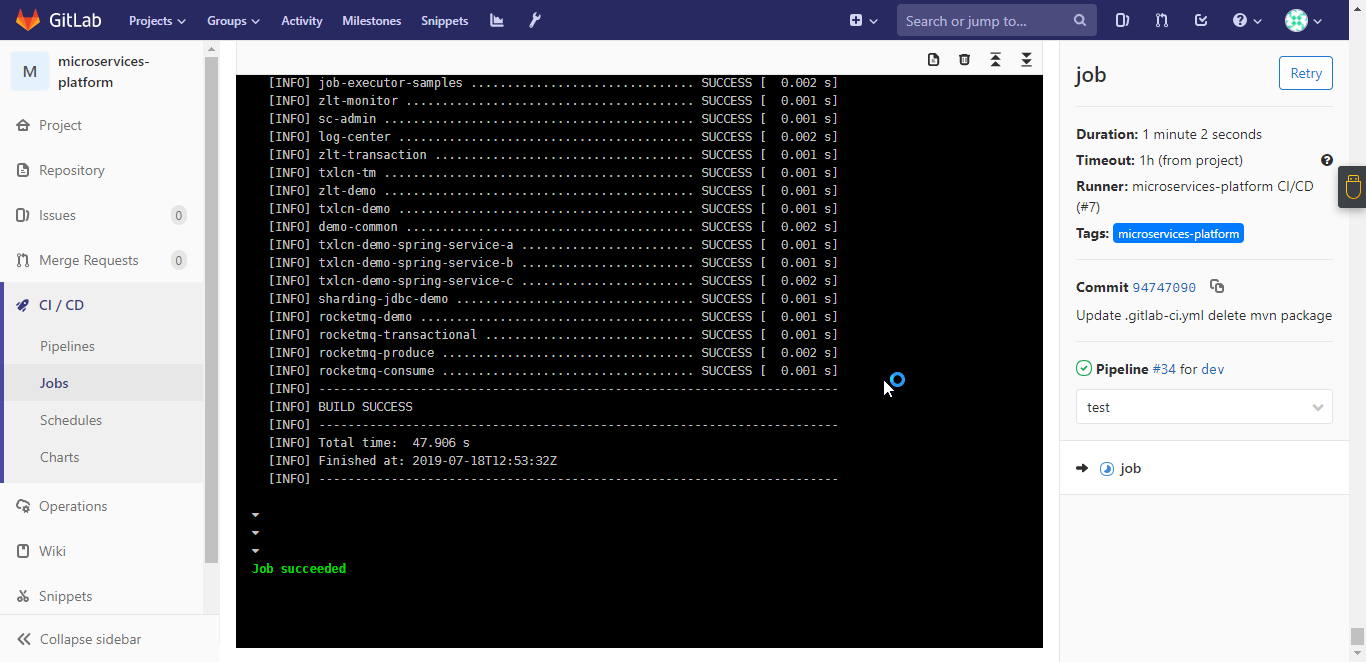 GitLab Projects Groups Activity Milestones Snippets Search or jump to...
M microservices-platform
Project
Repository
Issues 0
Merge Requests 0
CI / CD
Pipelines
Jobs
Schedules
Charts
Operations
Wiki
Snippets
Collapse sidebar
[INFO] job-executor-samples .............................. SUCCESS [  0.002 s]
[INFO] zlt-monitor ....................................... SUCCESS [  0.001 s]
[INFO] sc-admin .......................................... SUCCESS [  0.001 s]
[INFO] log-center ........................................ SUCCESS [  0.002 s]
[INFO] zlt-transaction ................................... SUCCESS [  0.001 s]
[INFO] txlcn-tm .......................................... SUCCESS [  0.001 s]
[INFO] zlt-demo .......................................... SUCCESS [  0.001 s]
[INFO] txlcn-demo ........................................ SUCCESS [  0.001 s]
[INFO] demo-common ....................................... SUCCESS [  0.002 s]
[INFO] txlcn-demo-spring-service-a ....................... SUCCESS [  0.001 s]
[INFO] txlcn-demo-spring-service-b ....................... SUCCESS [  0.001 s]
[INFO] txlcn-demo-spring-service-c ....................... SUCCESS [  0.002 s]
[INFO] sharding-jdbc-demo ................................ SUCCESS [  0.001 s]
[INFO] rocketmq-demo ..................................... SUCCESS [  0.001 s]
[INFO] rocketmq-transactional ............................ SUCCESS [  0.001 s]
[INFO] rocketmq-produce .................................. SUCCESS [  0.002 s]
[INFO] rocketmq-consume .................................. SUCCESS [  0.001 s]
[INFO] ------------------------------------------------------------------------
[INFO] BUILD SUCCESS
[INFO] ------------------------------------------------------------------------
[INFO] Total time:  47.906 s
[INFO] Finished at: 2019-07-18T12:53:32Z
[INFO] ------------------------------------------------------------------------
Job succeeded
job Retry
Duration: 1 minute 2 seconds
Timeout: 1h (from project)
Runner: microservices-platform CI/CD
(#7)
Tags: microservices-platform
Commit 94747090
Update .gitlab-ci.yml delete mvn package
Pipeline #34 for dev
test
job